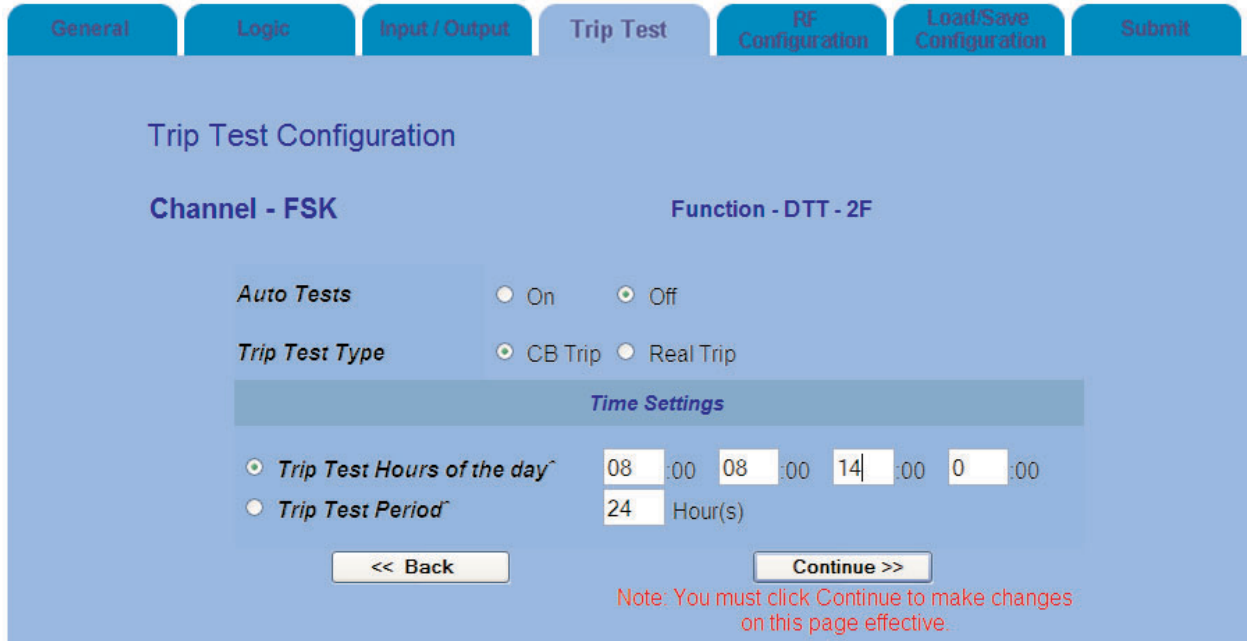 General
Logic
Input / Output
Trip Test
RF
Configuration
Load/Save
Configuration
Submit
Trip Test Configuration
Channel - FSK
Function - DTT - 2F
Auto Tests On Off
Trip Test Type CB Trip Real Trip
Time Settings
Trip Test Hours of the day^ 08 :00 08 :00 14 :00 0 :00
Trip Test Period^ 24 Hour(s)
<< Back Continue >>
Note: You must click Continue to make changes
on this page effective.